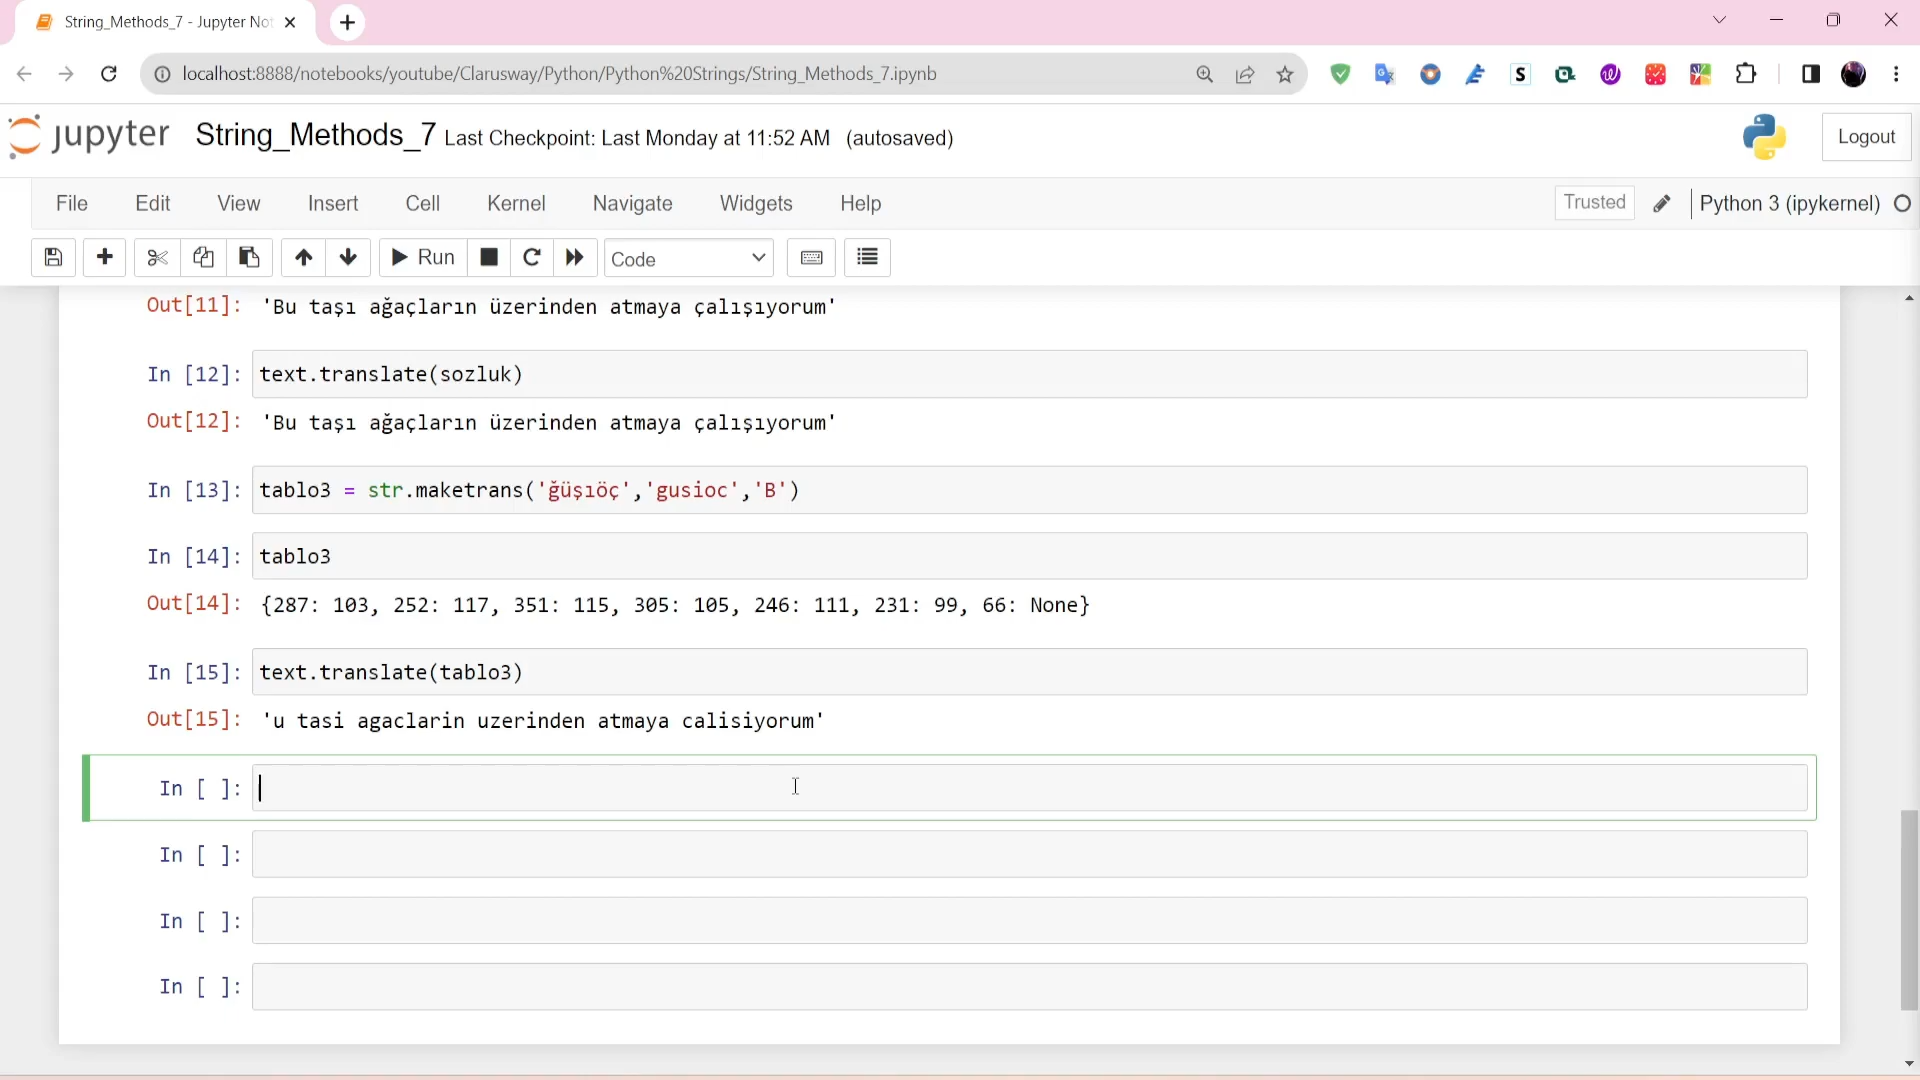 String_Methods_7 - Jupyter Not
localhost:8888/notebooks/youtube/Clarusway/Python/Python%20Strings/String_Methods_7.ipynb
jupyter String_Methods_7 Last Checkpoint: Last Monday at 11:52 AM (autosaved)
Logout
File Edit View Insert Cell Kernel Navigate Widgets Help
Trusted Python 3 (ipykernel)
Run Code
Out[11]: 'Bu taşı ağaçların üzerinden atmaya çalışıyorum'
In [12]: text.translate(sozluk)
Out[12]: 'Bu taşı ağaçların üzerinden atmaya çalışıyorum'
In [13]: tablo3 = str.maketrans('ğüşıöç','gusioc','B')
In [14]: tablo3
Out[14]: {287: 103, 252: 117, 351: 115, 305: 105, 246: 111, 231: 99, 66: None}
In [15]: text.translate(tablo3)
Out[15]: 'u tasi agaclarin uzerinden atmaya calisiyorum'
In [ ]:
In [ ]:
In [ ]:
In [ ]: